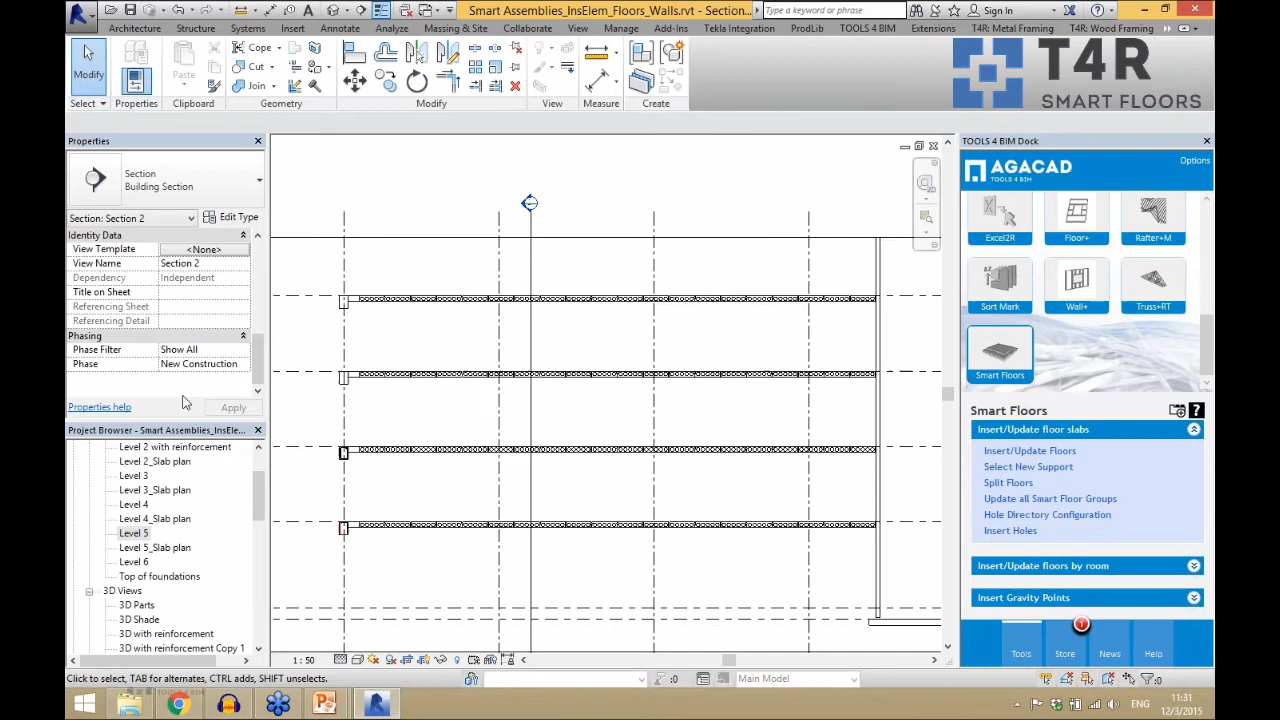 Smart Assemblies_InsElem_Floors_Walls.rvt - Section...
Type a keyword or phrase
Sign In
Architecture Structure Systems Insert Annotate Analyze Massing & Site Collaborate View Manage Add-Ins Tekla Integration ProdLib TOOLS 4 BIM Extensions T4R: Metal Framing T4R: Wood Framing
Modify
Paste
Cope
Cut
Join
Select Properties Clipboard Geometry Modify View Measure Create
T4R
SMART FLOORS
Properties
Section
Building Section
Section: Section 2
Edit Type
Identity Data
View Template <None>
View Name Section 2
Dependency Independent
Title on Sheet
Referencing Sheet
Referencing Detail
Phasing
Phase Filter Show All
Phase New Construction
Properties help
Apply
Project Browser - Smart Assemblies_InsEle...
Level 2 with reinforcement
Level 2_Slab plan
Level 3
Level 3_Slab plan
Level 4
Level 4_Slab plan
Level 5
Level 5_Slab plan
Level 6
Top of foundations
3D Views
3D Parts
3D Shade
3D with reinforcement
3D with reinforcement Copy 1
1 : 50
TOOLS 4 BIM Dock
AGACAD
TOOLS 4 BIM
Options
Excel2R
Floor+
Rafter+M
Sort Mark
Wall+
Truss+RT
Smart Floors
Smart Floors
Insert/Update floor slabs
Insert/Update Floors
Select New Support
Split Floors
Update all Smart Floor Groups
Hole Directory Configuration
Insert Holes
Insert/Update floors by room
Insert Gravity Points
1
Tools Store News Help
Click to select, TAB for alternates, CTRL adds, SHIFT unselects.
:0
Main Model
:0
ENG
11:31
12/3/2015